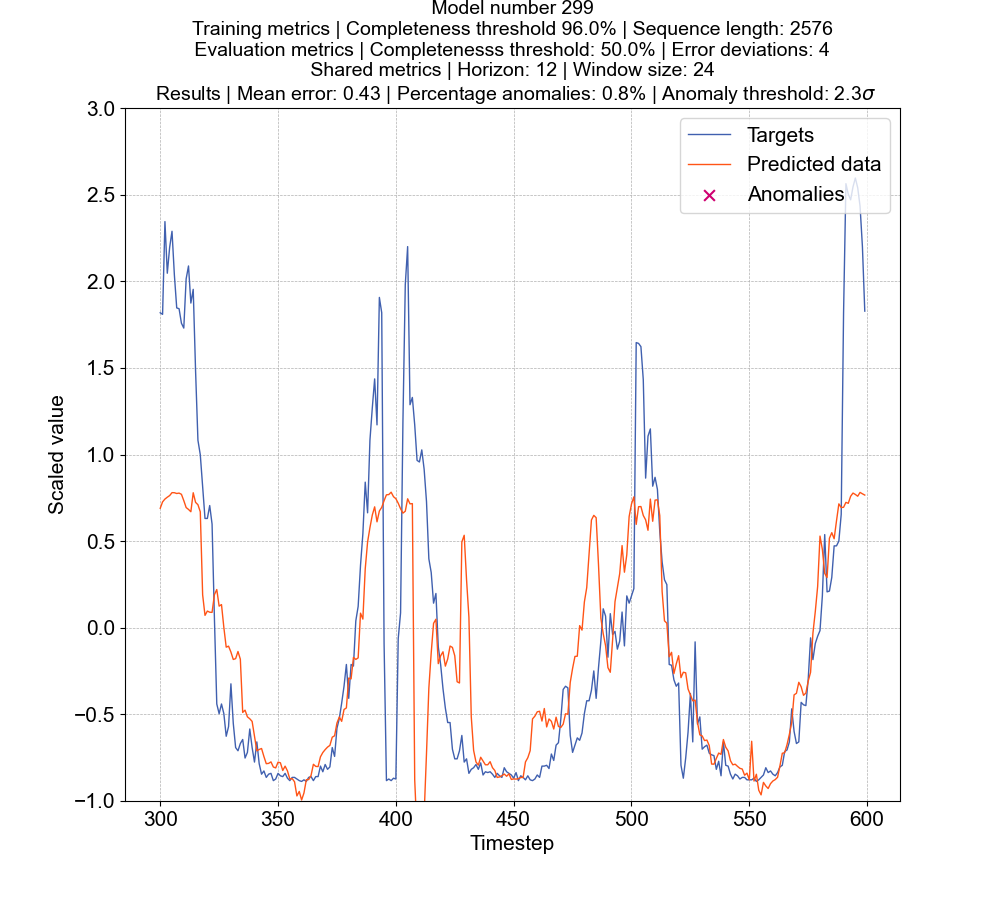 Model number 299
Training metrics | Completeness threshold 96.0% | Sequence length: 2576
Evaluation metrics | Completenesss threshold: 50.0% | Error deviations: 4
Shared metrics | Horizon: 12 | Window size: 24
Results | Mean error: 0.43 | Percentage anomalies: 0.8% | Anomaly threshold: 2.3σ
3.0
2.5
2.0
1.5
1.0
0.5
0.0
−0.5
−1.0
Scaled value
Targets
Predicted data
Anomalies
300 350 400 450 500 550 600
Timestep